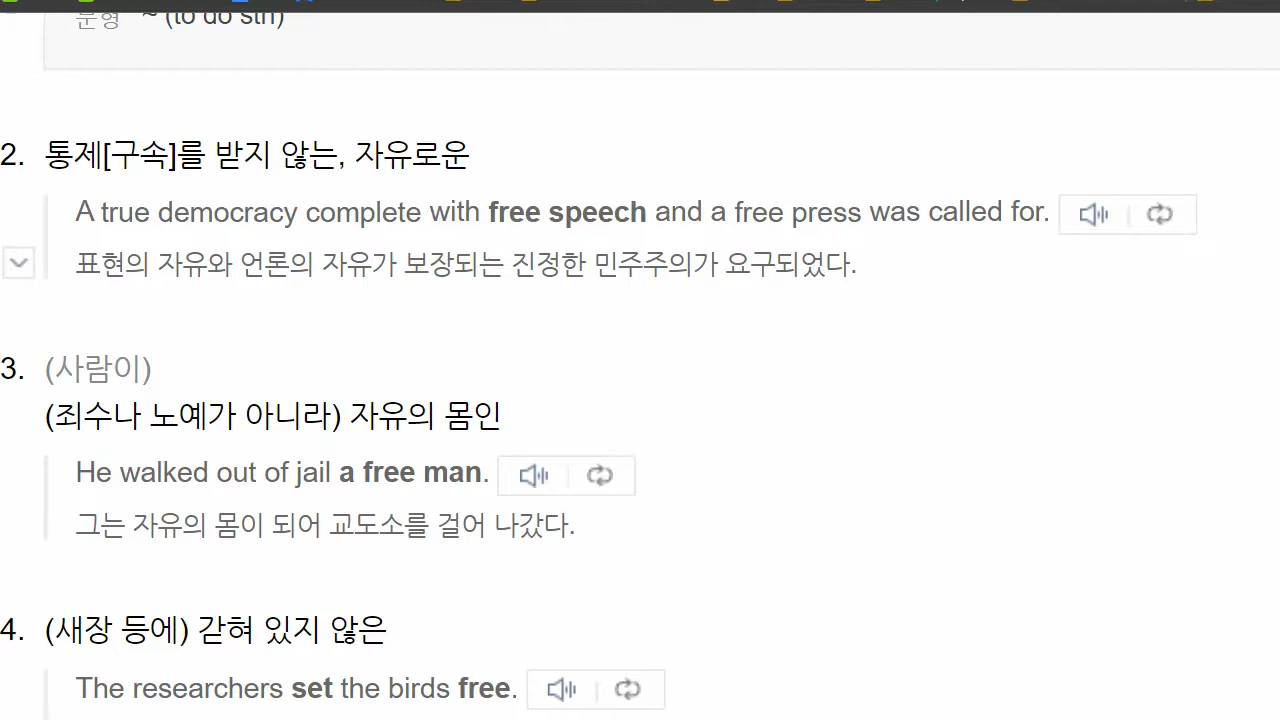 문형 ~ (to do sth)
2. 통제[구속]를 받지 않는, 자유로운
A true democracy complete with free speech and a free press was called for.
표현의 자유와 언론의 자유가 보장되는 진정한 민주주의가 요구되었다.
3. (사람이)
(죄수나 노예가 아니라) 자유의 몸인
He walked out of jail a free man.
그는 자유의 몸이 되어 교도소를 걸어 나갔다.
4. (새장 등에) 갇혀 있지 않은
The researchers set the birds free.